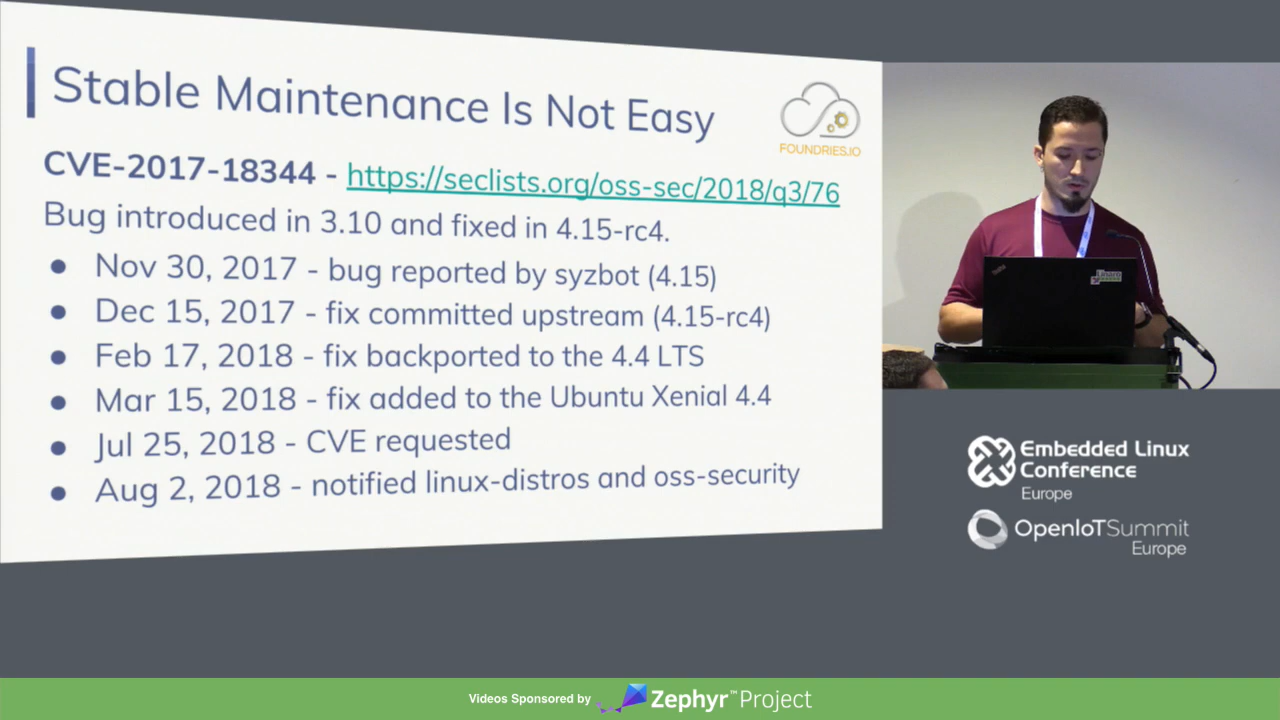 Stable Maintenance Is Not Easy
FOUNDRIES.IO
CVE-2017-18344 - https://seclists.org/oss-sec/2018/q3/76
Bug introduced in 3.10 and fixed in 4.15-rc4.
● Nov 30, 2017 - bug reported by syzbot (4.15)
● Dec 15, 2017 - fix committed upstream (4.15-rc4)
● Feb 17, 2018 - fix backported to the 4.4 LTS
● Mar 15, 2018 - fix added to the Ubuntu Xenial 4.4
● Jul 25, 2018 - CVE requested
● Aug 2, 2018 - notified linux-distros and oss-security
Linaro
Embedded Linux
Conference
Europe
OpenIoTSummit
Europe
Videos Sponsored by Zephyr™Project